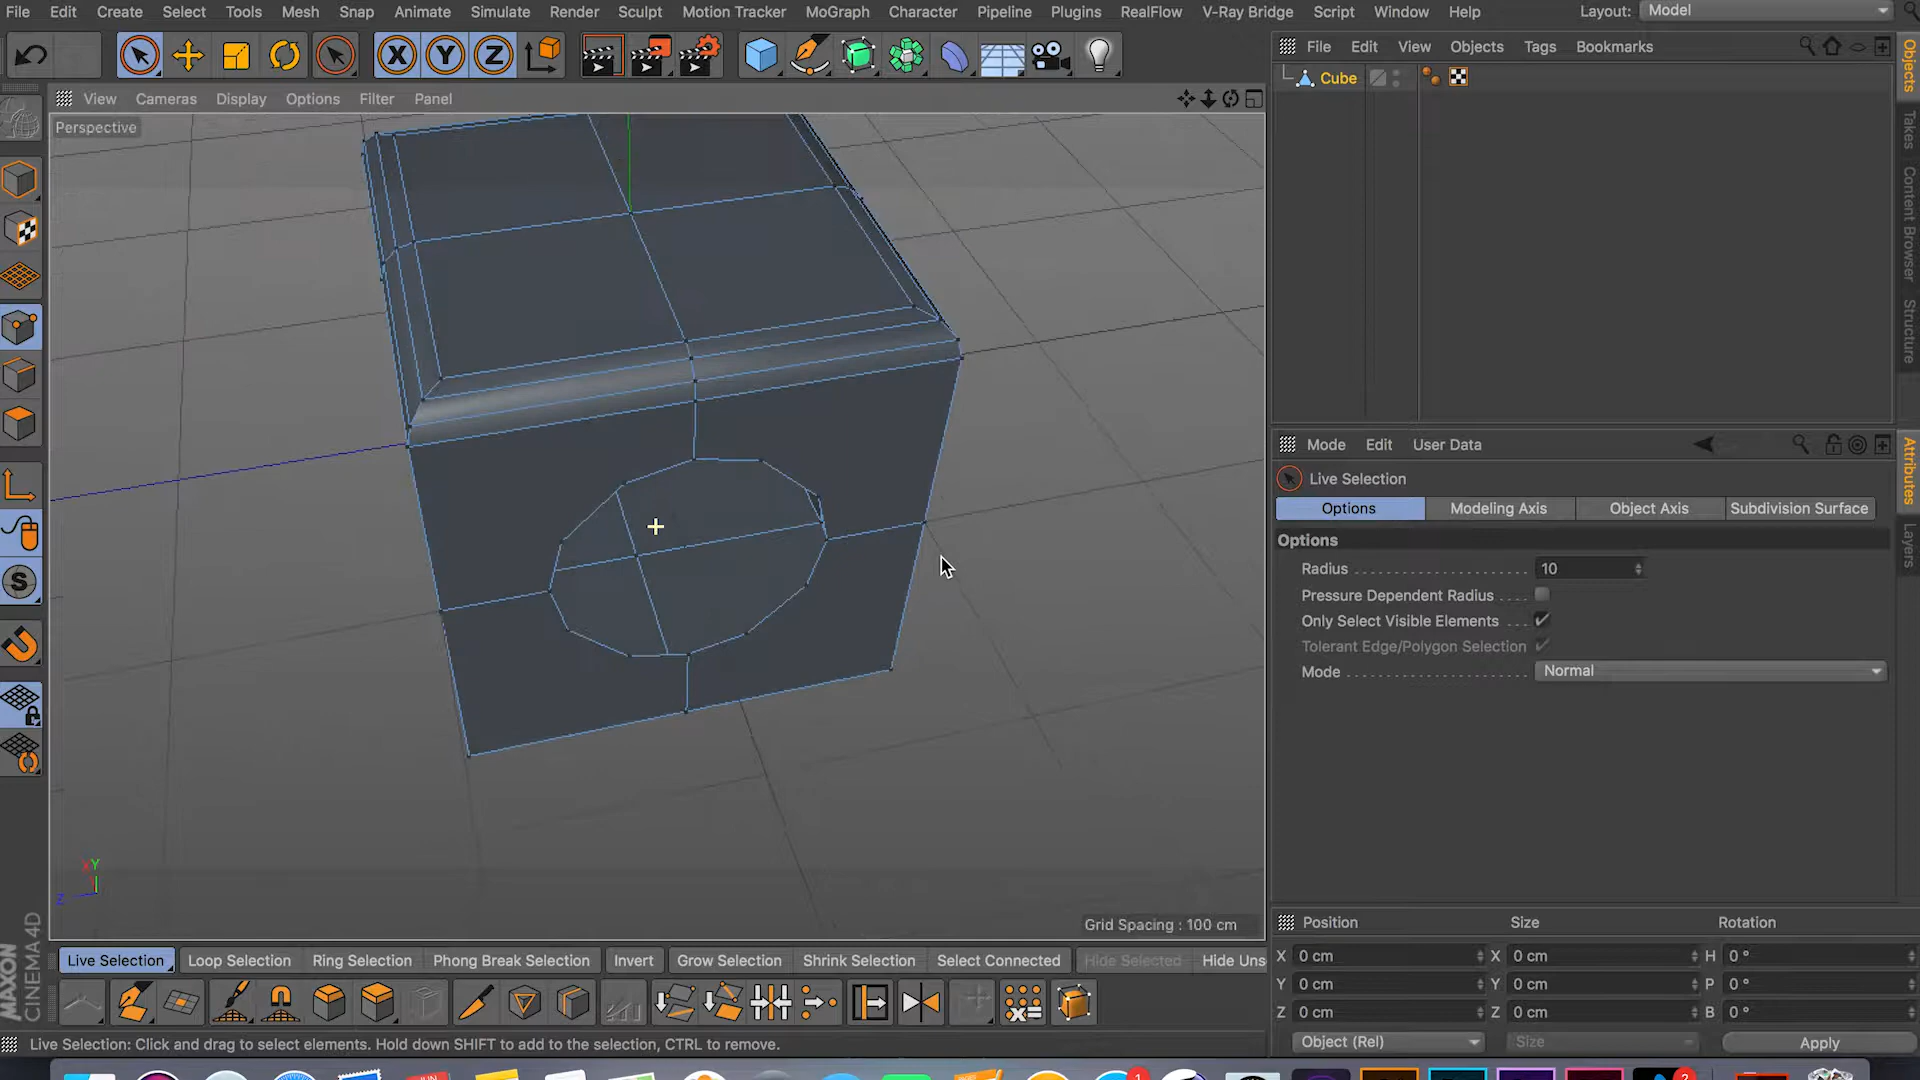 File Edit Create Select Tools Mesh Snap Animate Simulate Render Sculpt Motion Tracker MoGraph Character Pipeline Plugins RealFlow V-Ray Bridge Script Window Help Layout: Model
X Y Z
File Edit View Objects Tags Bookmarks
Cube
View Cameras Display Options Filter Panel
Perspective
Objects
Takes
Content Browser
Structure
Mode Edit User Data
Live Selection
Options Modeling Axis Object Axis Subdivision Surface
Options
Radius 10
Pressure Dependent Radius
Only Select Visible Elements
Tolerant Edge/Polygon Selection
Mode Normal
Attributes
Layers
S
Y
X
Z
Grid Spacing : 100 cm
MAXON
CINEMA 4D
Position Size Rotation
X 0 cm X 0 cm H 0 °
Y 0 cm Y 0 cm P 0 °
Z 0 cm Z 0 cm B 0 °
Object (Rel) Size Apply
Live Selection Loop Selection Ring Selection Phong Break Selection Invert Grow Selection Shrink Selection Select Connected Hide Selected Hide Uns
Live Selection: Click and drag to select elements. Hold down SHIFT to add to the selection, CTRL to remove.
1
2